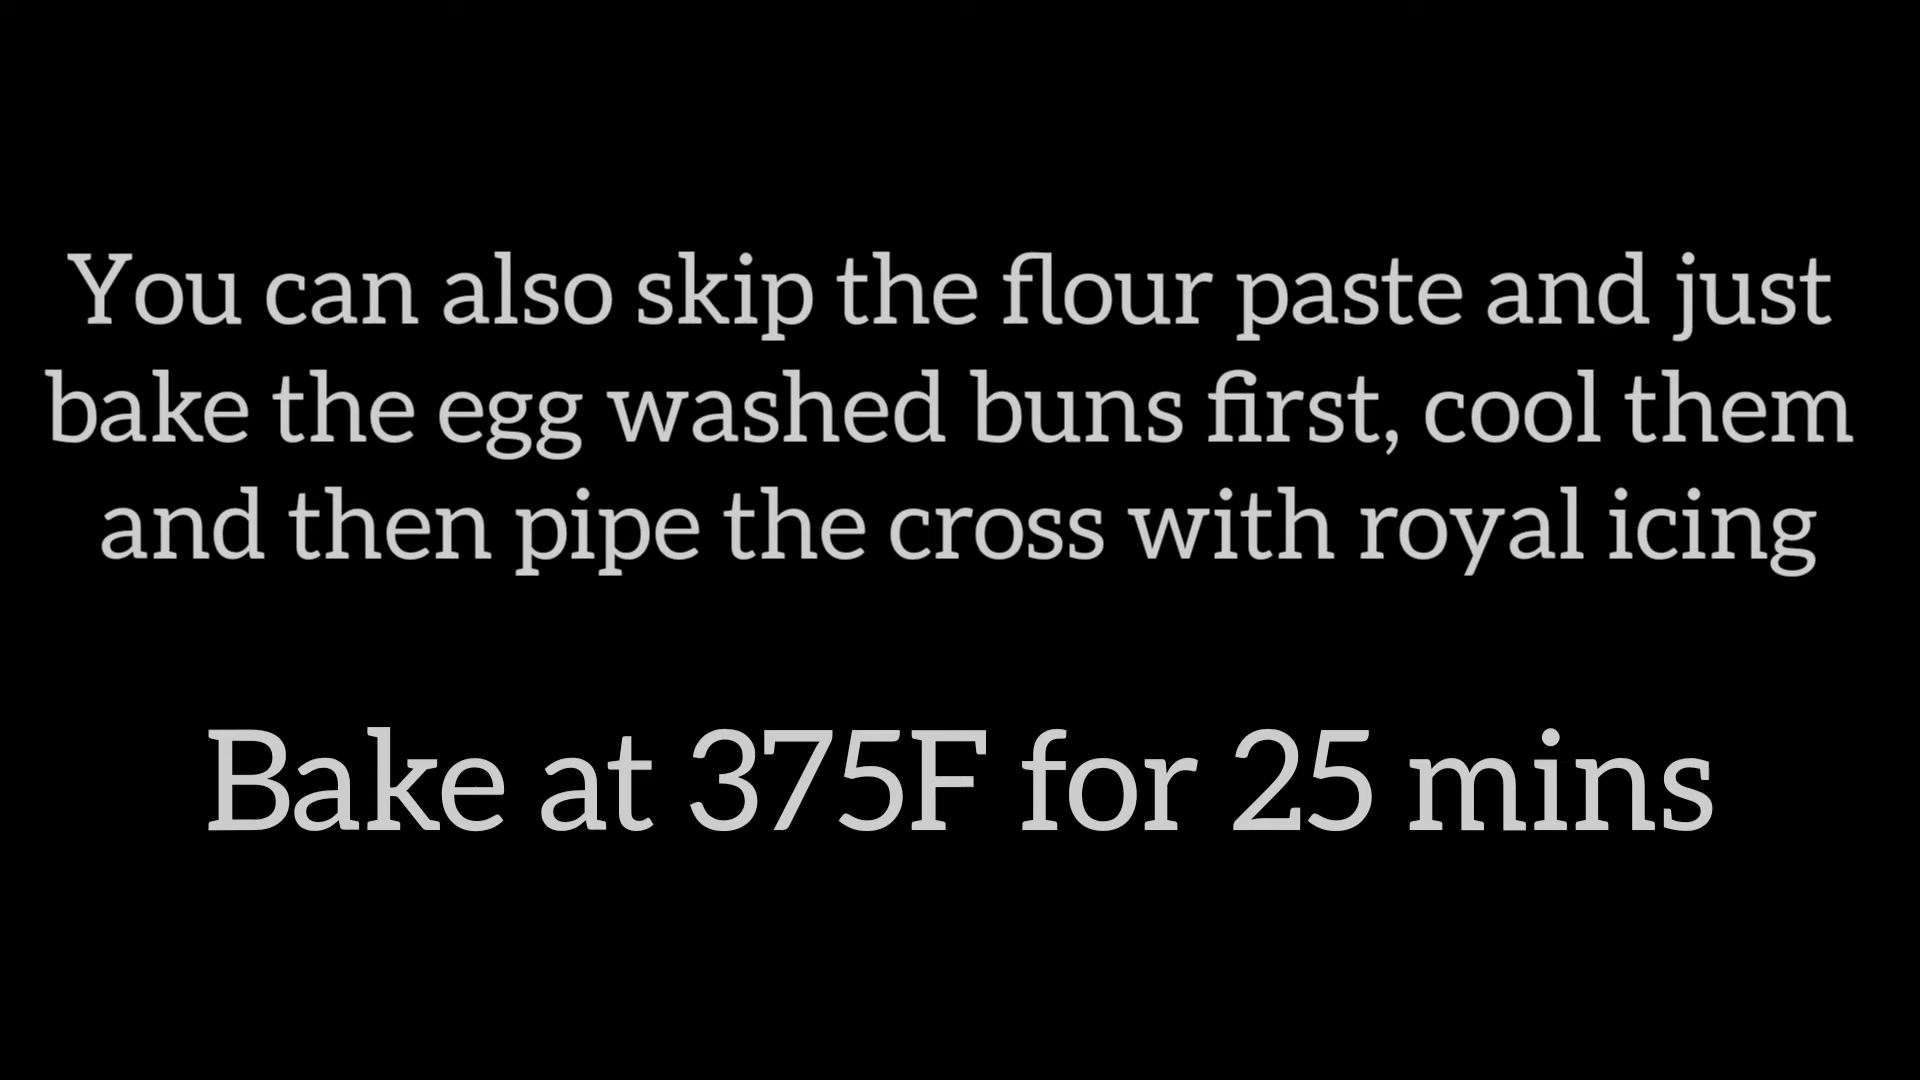 You can also skip the flour paste and just
bake the egg washed buns first, cool them
and then pipe the cross with royal icing
Bake at 375F for 25 mins